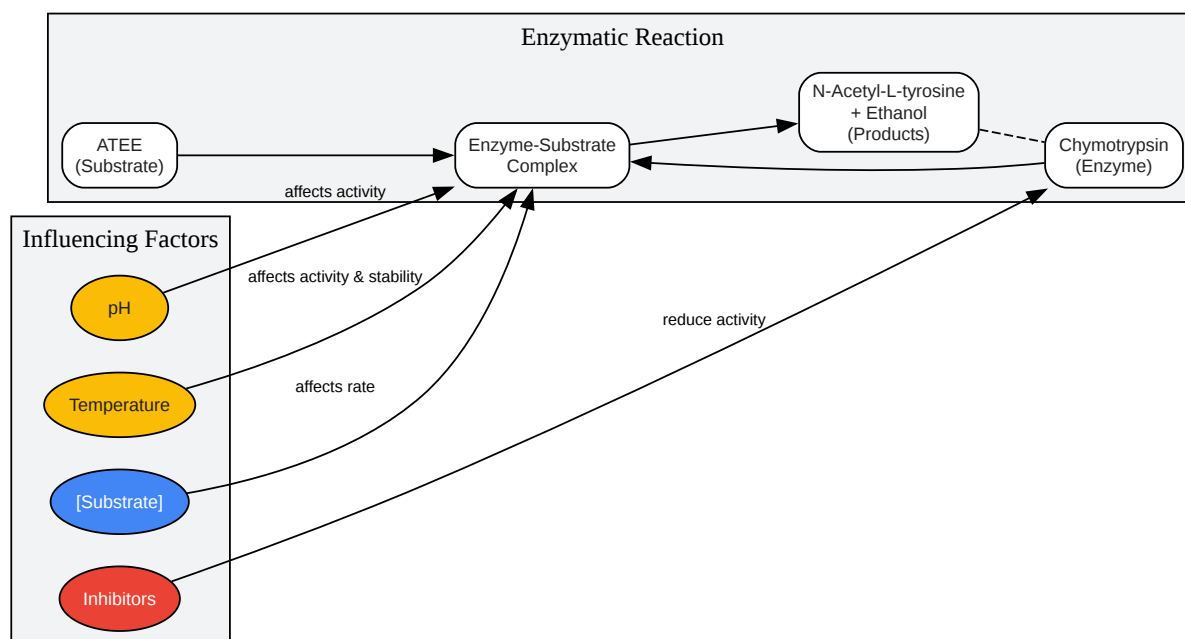 Enzymatic Reaction
ATEE
(Substrate)
Enzyme-Substrate
Complex
N-Acetyl-L-tyrosine
+ Ethanol
(Products)
Chymotrypsin
(Enzyme)
affects activity
Influencing Factors
pH
affects activity & stability
Temperature
reduce activity
affects rate
[Substrate]
Inhibitors